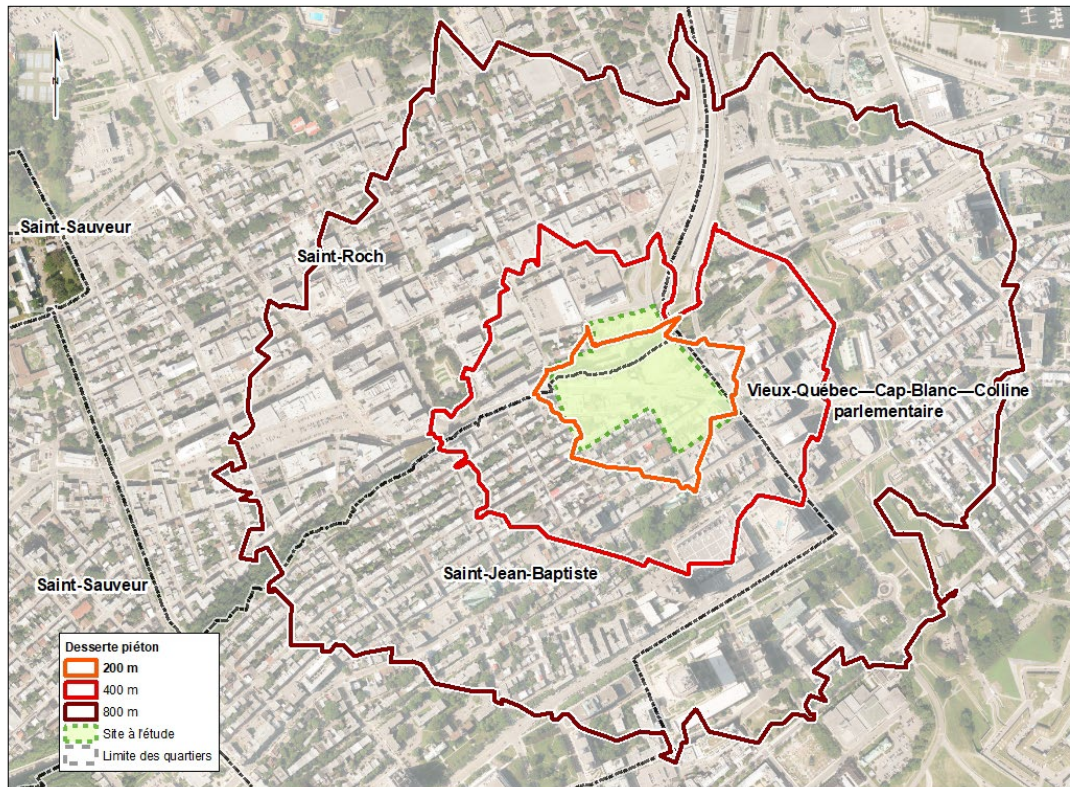 N
Saint-Sauveur
Saint-Roch
Vieux-Québec—Cap-Blanc—Colline
parlementaire
Saint-Jean-Baptiste
Saint-Sauveur
Desserte piéton
200 m
400 m
800 m
Site à l'étude
Limite des quartiers